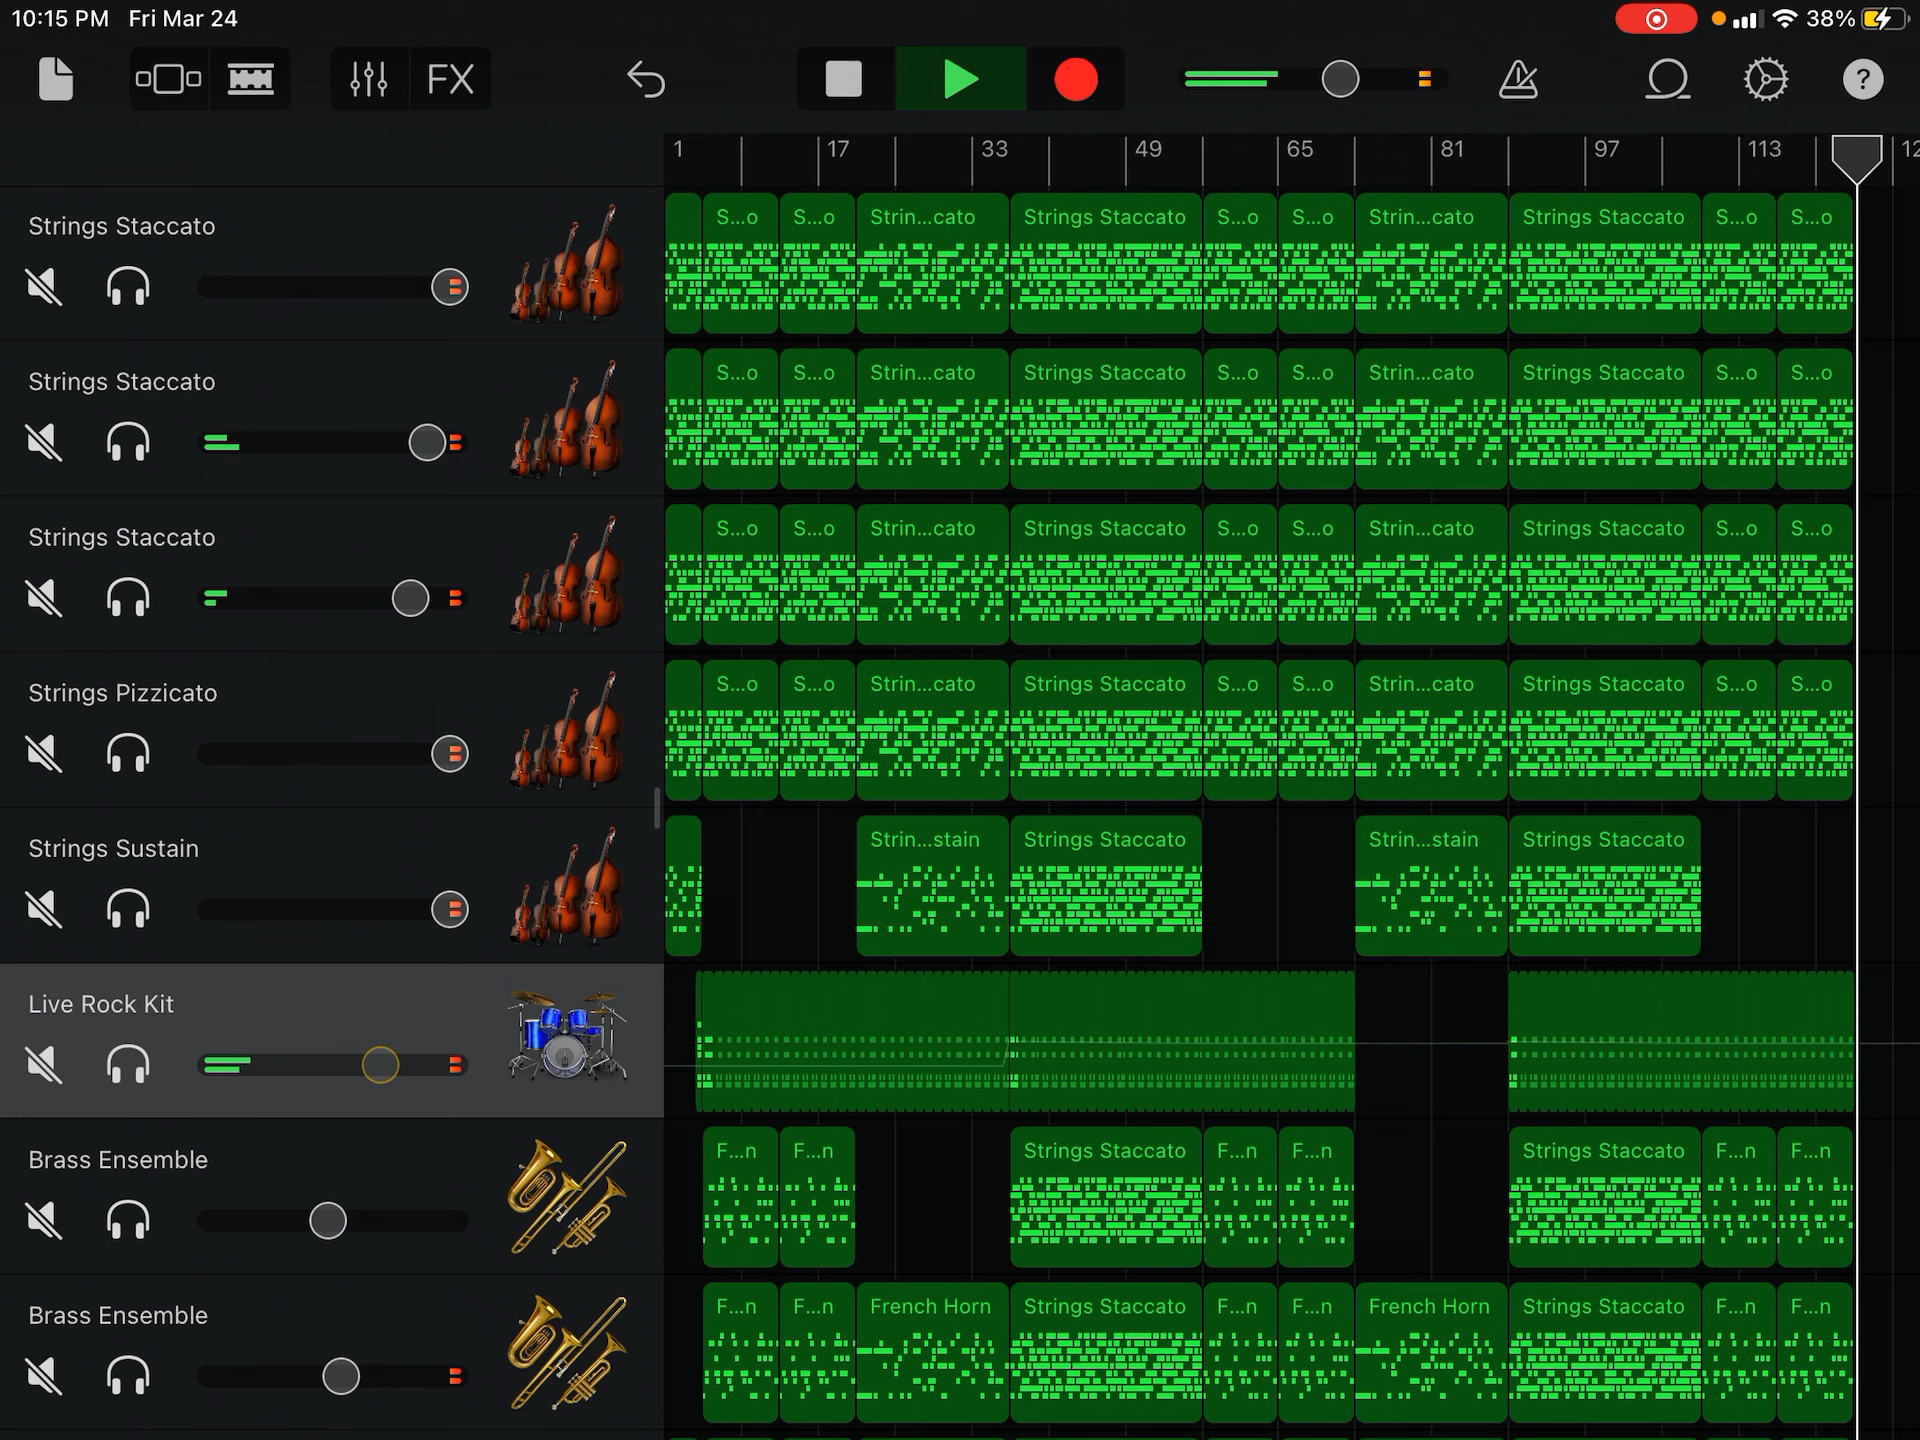 10:15 PM Fri Mar 24
38%
FX
?
1 17 33 49 65 81 97 113 12
Strings Staccato
S...o S...o Strin...cato Strings Staccato S...o S...o Strin...cato Strings Staccato S...o S...o
Strings Staccato
S...o S...o Strin...cato Strings Staccato S...o S...o Strin...cato Strings Staccato S...o S...o
Strings Staccato
S...o S...o Strin...cato Strings Staccato S...o S...o Strin...cato Strings Staccato S...o S...o
Strings Pizzicato
S...o S...o Strin...cato Strings Staccato S...o S...o Strin...cato Strings Staccato S...o S...o
Strings Sustain
Strin...stain Strings Staccato Strin...stain Strings Staccato
Live Rock Kit
Brass Ensemble
F...n F...n Strings Staccato F...n F...n Strings Staccato F...n F...n
Brass Ensemble
F...n F...n French Horn Strings Staccato F...n F...n French Horn Strings Staccato F...n F...n